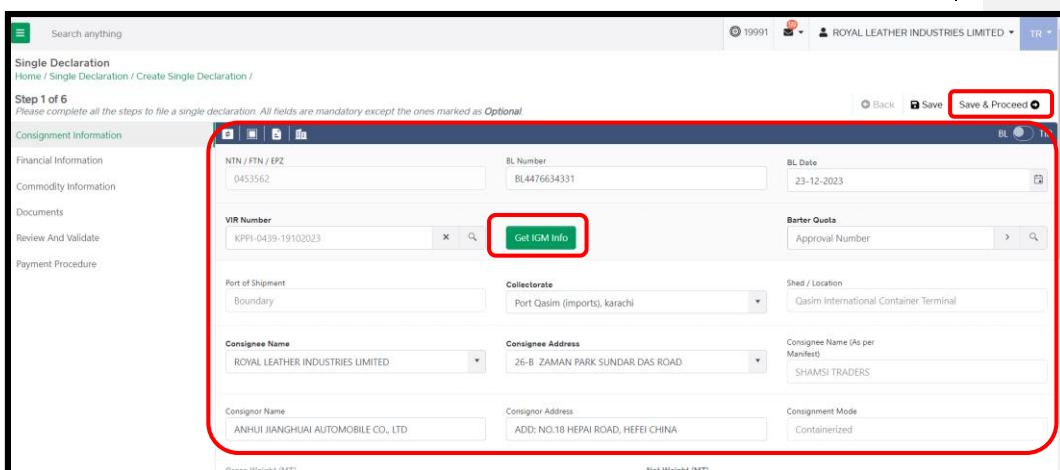 Search anything
19991
ROYAL LEATHER INDUSTRIES LIMITED
TR
Single Declaration
Home / Single Declaration / Create Single Declaration /
Step 1 of 6
Please complete all the steps to file a single declaration. All fields are mandatory except the ones marked as Optional.
Back Save Save & Proceed
Consignment Information
Financial Information
Commodity Information
Documents
Review And Validate
Payment Procedure
BL TIR
NTN / FTN / EPZ BL Number BL Date
0453562 BL4476634331 23-12-2023
VIR Number Barter Quota
KPPI-0439-19102023 Get IGM Info Approval Number
Port of Shipment Collectorate Shed / Location
Boundary Port Qasim (imports), karachi Qasim International Container Terminal
Consignee Name Consignee Address Consignee Name (As per
Manifest)
ROYAL LEATHER INDUSTRIES LIMITED 26-B ZAMAN PARK SUNDAR DAS ROAD
SHAMSI TRADERS
Consignor Name Consignor Address Consignment Mode
ANHUI JIANGHUAI AUTOMOBILE CO., LTD ADD: NO.18 HEPAI ROAD, HEFEI CHINA Containerized
Gross Weight (MT) Net Weight (MT)